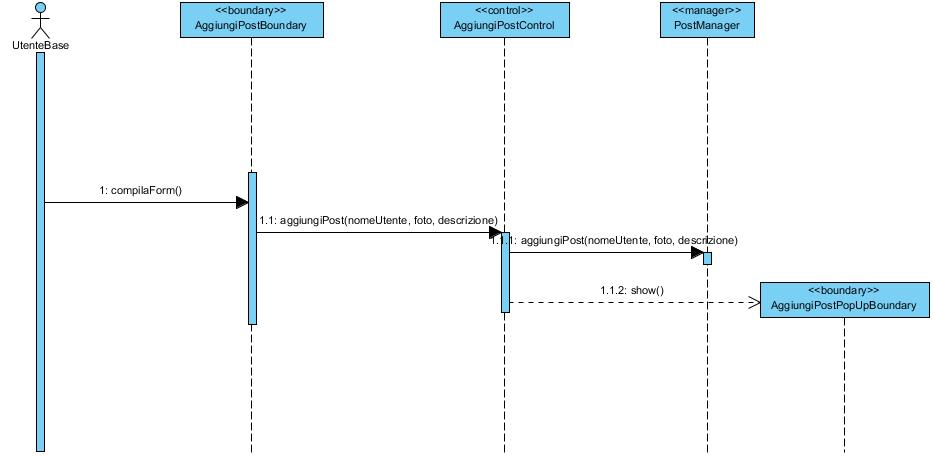 <<boundary>>
AggiungiPostBoundary
<<control>>
AggiungiPostControl
<<manager>>
PostManager
UtenteBase
1: compilaForm()
1.1: aggiungiPost(nomeUtente, foto, descrizione)
1.1.1: aggiungiPost(nomeUtente, foto, descrizione)
1.1.2: show()
<<boundary>>
AggiungiPostPopUpBoundary